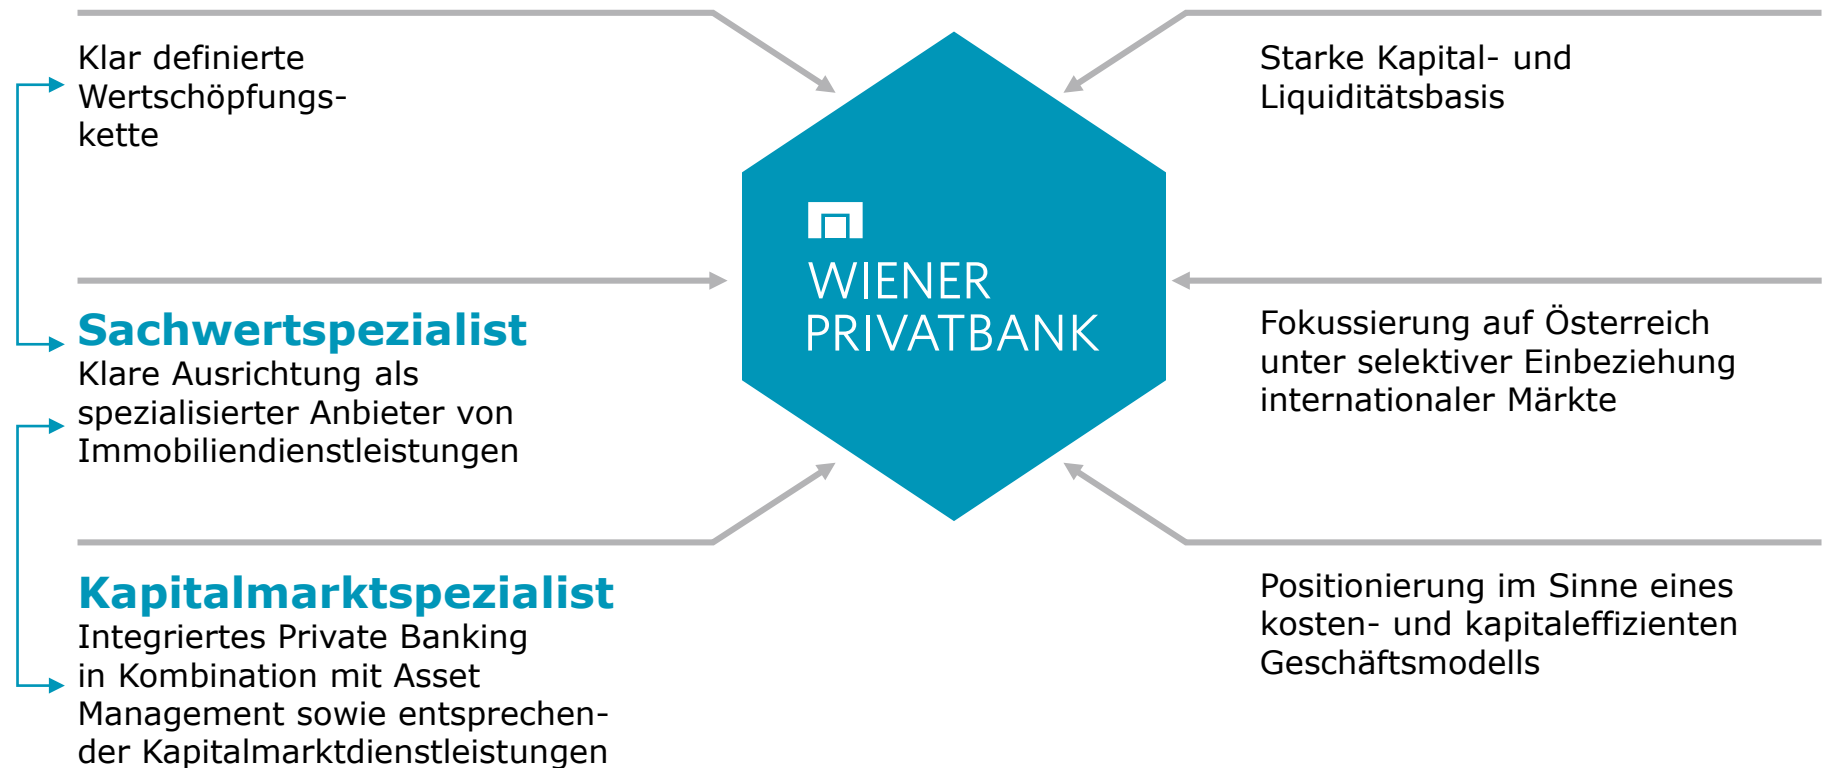 Klar definierte
Wertschöpfungs-
kette
Sachwertspezialist
Klare Ausrichtung als
spezialisierter Anbieter von
Immobiliendienstleistungen
Kapitalmarktspezialist
Integriertes Private Banking
in Kombination mit Asset
Management sowie entsprechen-
der Kapitalmarktdienstleistungen
WIENER
PRIVATBANK
Starke Kapital- und
Liquiditätsbasis
Fokussierung auf Österreich
unter selektiver Einbeziehung
internationaler Märkte
Positionierung im Sinne eines
kosten- und kapitaleffizienten
Geschäftsmodells